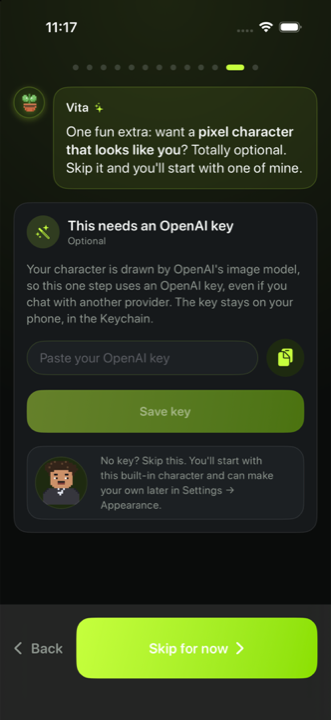 11:17
Vita
One fun extra: want a pixel character
that looks like you? Totally optional.
Skip it and you'll start with one of mine.
This needs an OpenAI key
Optional
Your character is drawn by OpenAI's image model,
so this one step uses an OpenAI key, even if you
chat with another provider. The key stays on your
phone, in the Keychain.
Paste your OpenAI key
Save key
No key? Skip this. You'll start with
this built-in character and can make
your own later in Settings →
Appearance.
Back
Skip for now